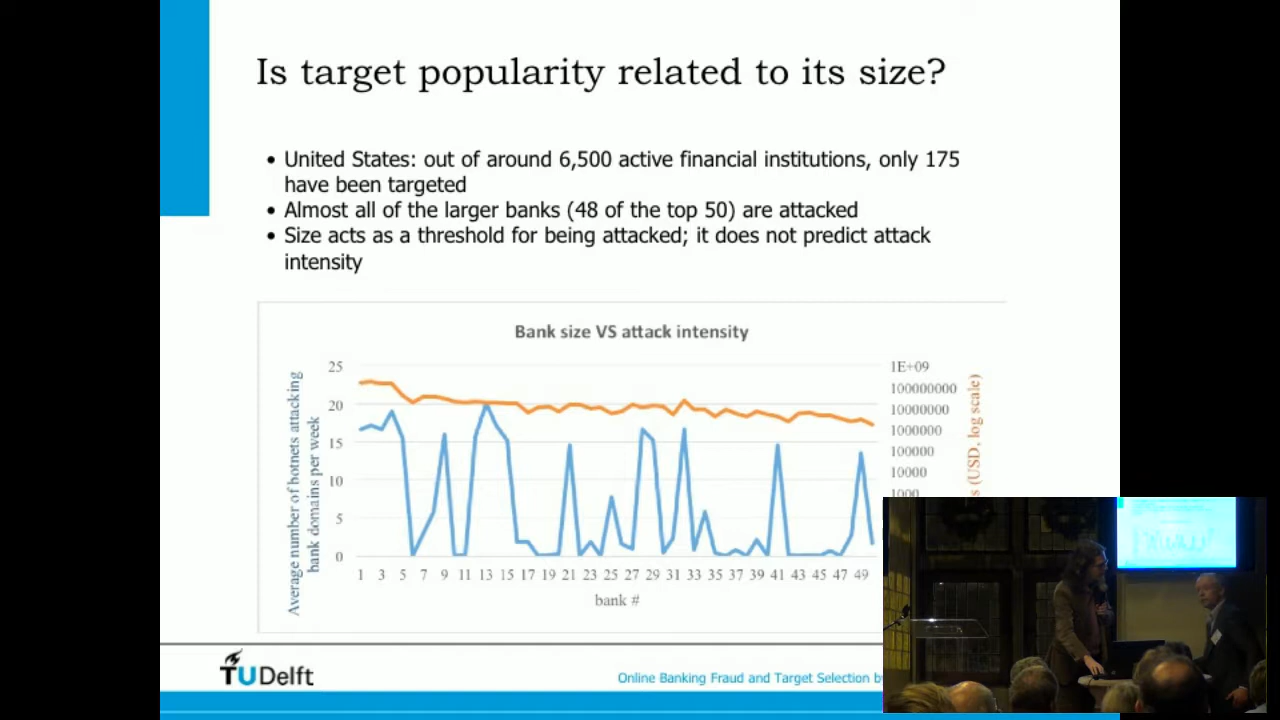 Is target popularity related to its size?
• United States: out of around 6,500 active financial institutions, only 175
have been targeted
• Almost all of the larger banks (48 of the top 50) are attacked
• Size acts as a threshold for being attacked; it does not predict attack
intensity
Bank size VS attack intensity
Average number of botnets attacking
bank domains per week
25
20
15
10
5
0
1E+09
100000000
10000000
1000000
100000
10000
1000
s (USD, log scale)
1 3 5 7 9 11 13 15 17 19 21 23 25 27 29 31 33 35 37 39 41 43 45 47 49
bank #
TU Delft
Online Banking Fraud and Target Selection b